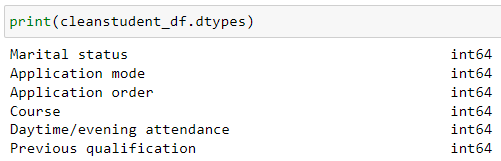 print(cleanstudent_df.dtypes)
Marital status int64
Application mode int64
Application order int64
Course int64
Daytime/evening attendance int64
Previous qualification int64